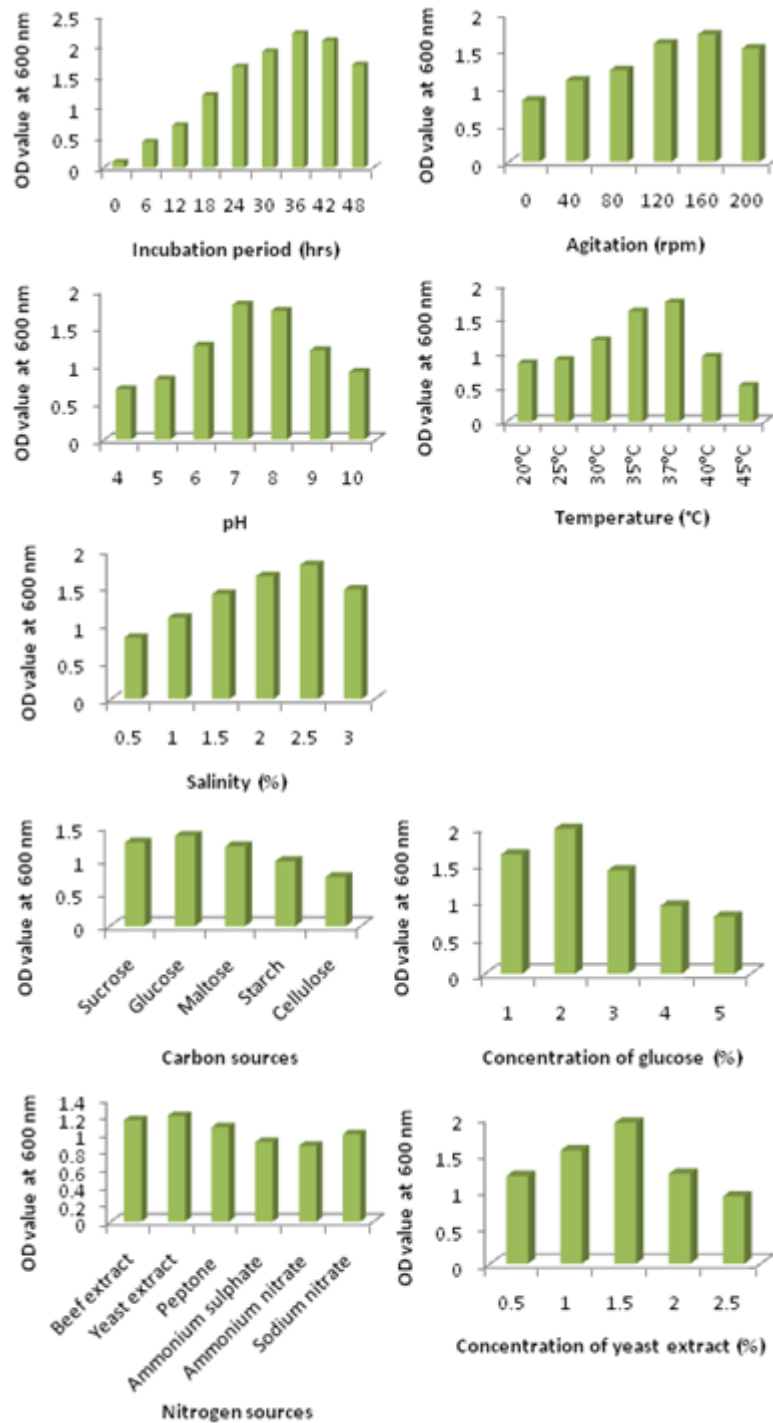 OD value at 600 nm
2.5
2
1.5
1
0.5
0
0 6 12 18 24 30 36 42 48
Incubation period (hrs)
OD value at 600 nm
2
1.5
1
0.5
0
0 40 80 120 160 200
Agitation (rpm)
OD value at 600 nm
2
1.5
1
0.5
0
4 5 6 7 8 9 10
pH
OD value at 600 nm
2
1.5
1
0.5
0
20°C 25°C 30°C 35°C 37°C 40°C 45°C
Temperature (°C)
OD value at 600 nm
2
1.5
1
0.5
0
0.5 1 1.5 2 2.5 3
Salinity (%)
OD value at 600 nm
1.5
1
0.5
0
Sucrose
Glucose
Maltose
Starch
Cellulose
Carbon sources
OD value at 600 nm
2
1.5
1
0.5
0
1 2 3 4 5
Concentration of glucose (%)
OD value at 600 nm
1.4
1.2
1
0.8
0.6
0.4
0.2
0
Beef extract
Yeast extract
Peptone
Ammonium sulphate
Ammonium nitrate
Sodium nitrate
Nitrogen sources
OD value at 600 nm
2
1.5
1
0.5
0
0.5 1 1.5 2 2.5
Concentration of yeast extract (%)